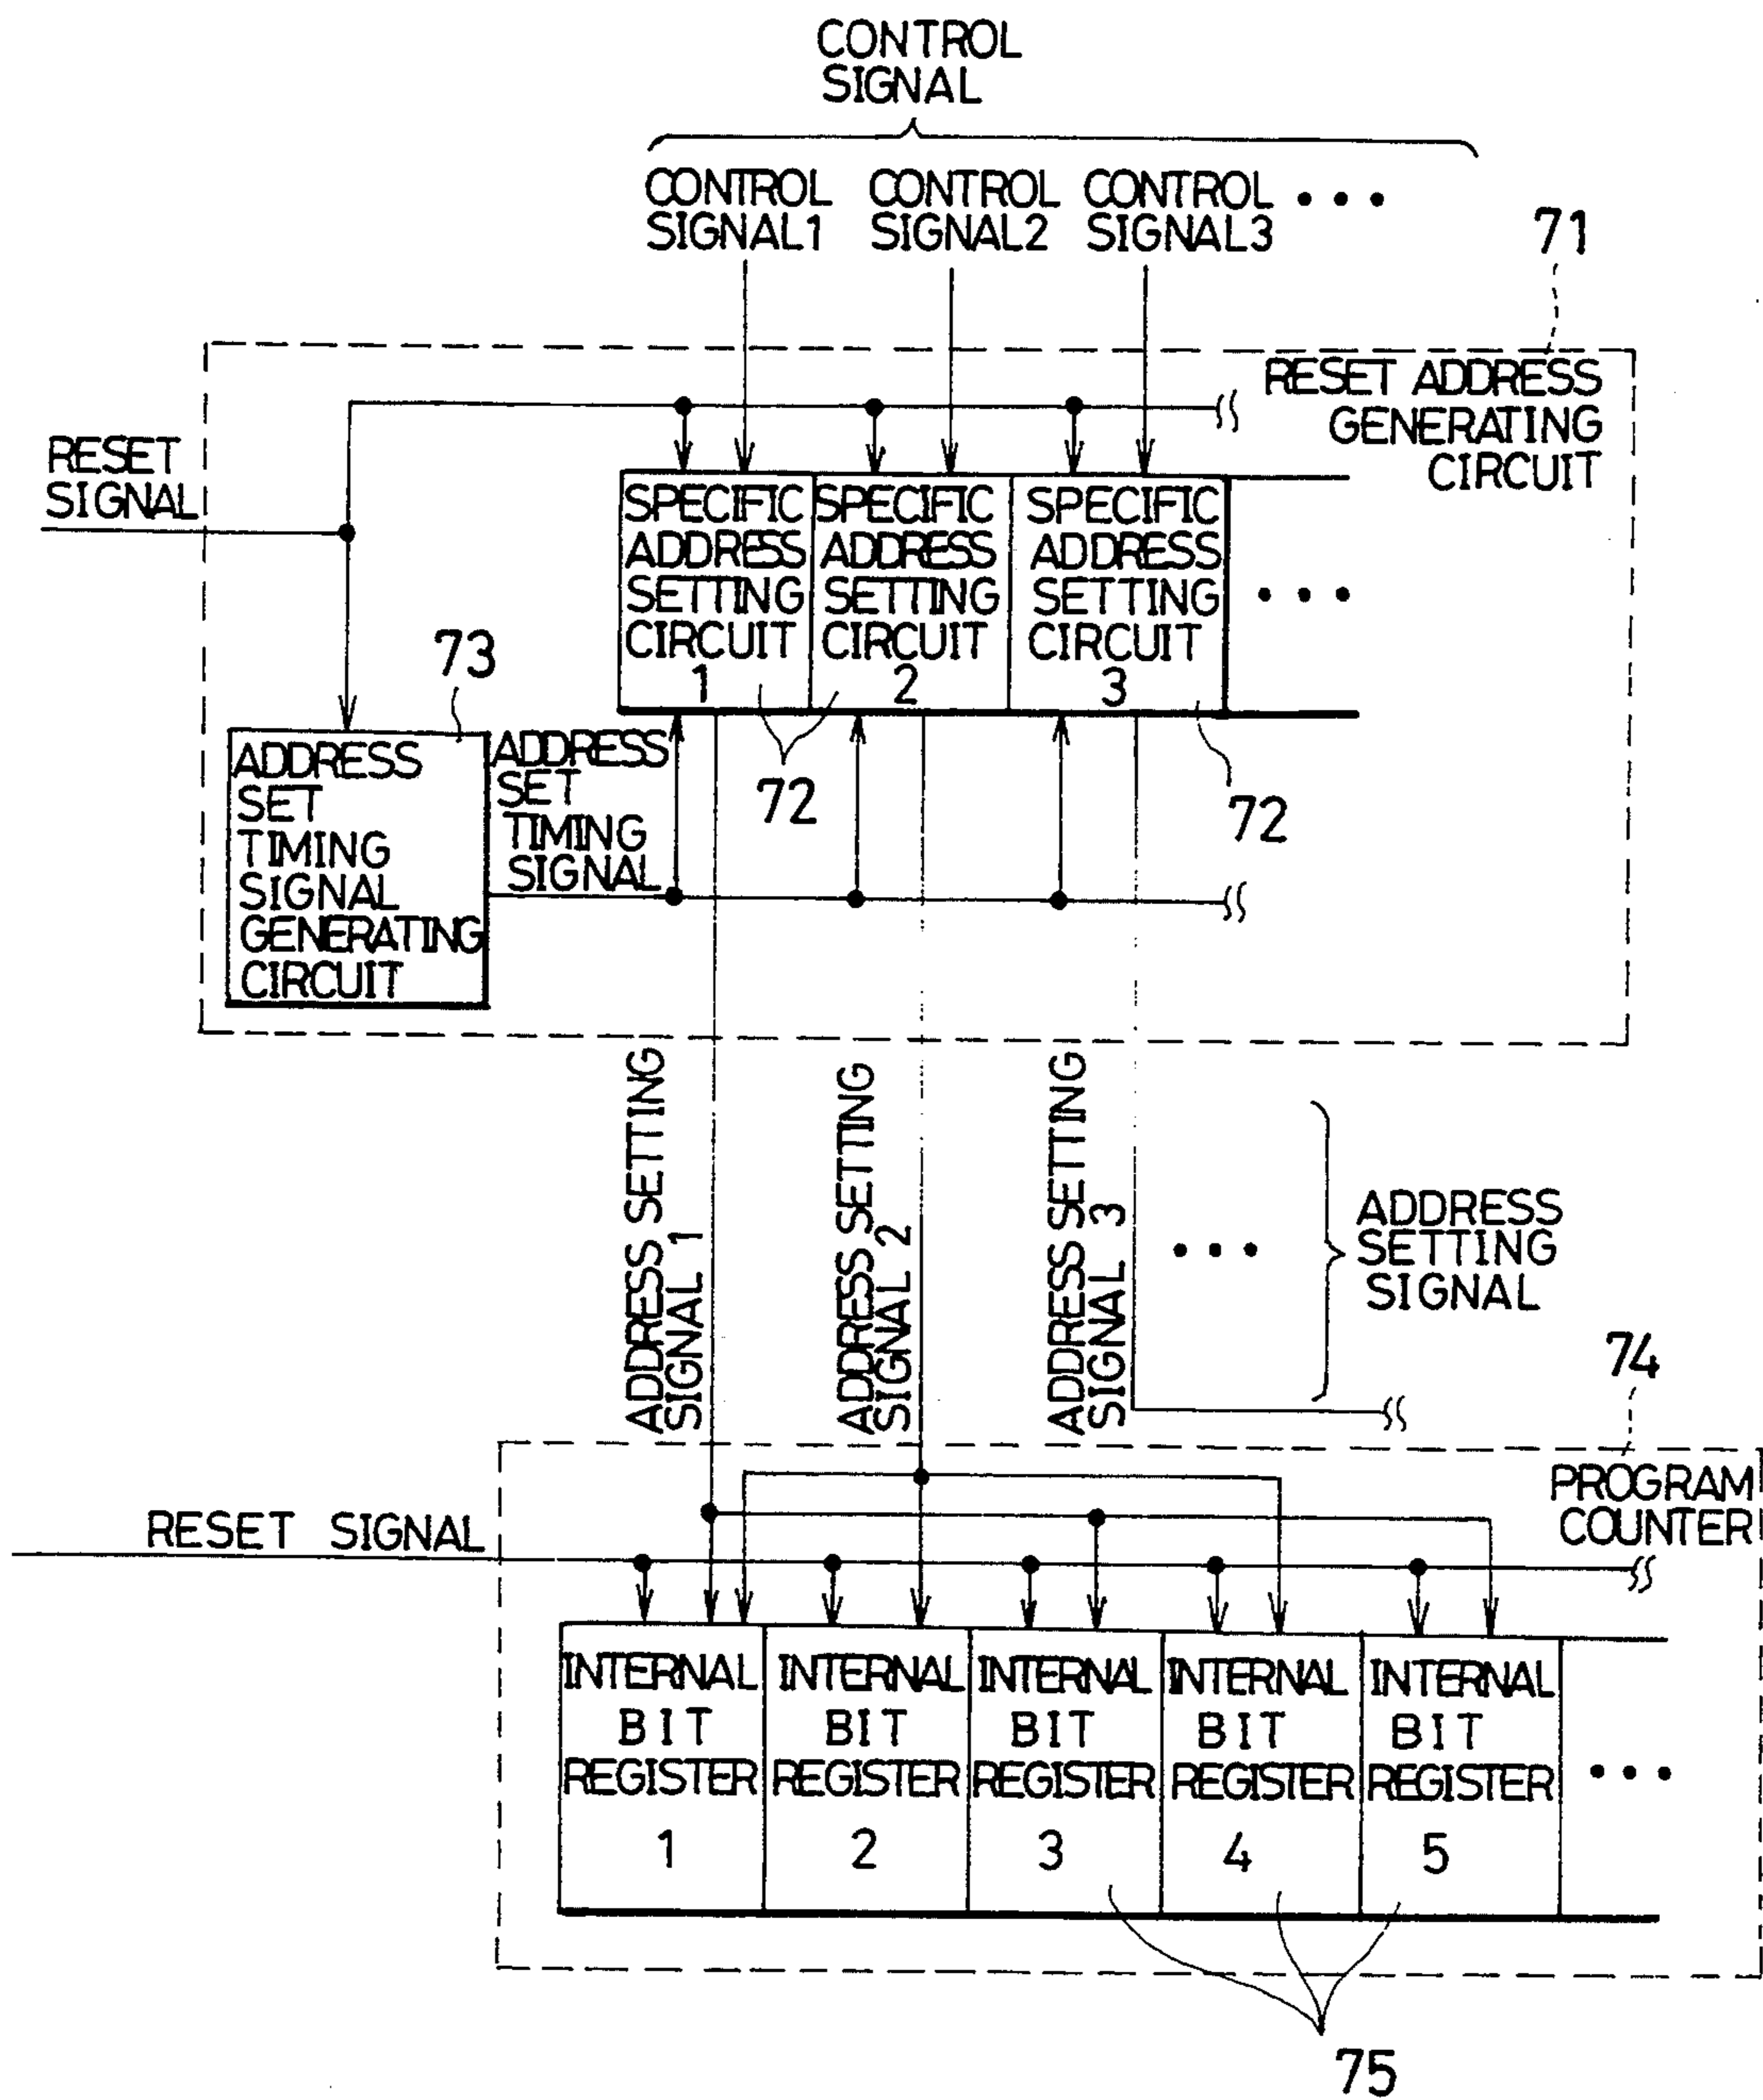 CONTROL
SIGNAL
CONTROL
SIGNAL1
CONTROL
SIGNAL2
CONTROL
SIGNAL3
•••
71
RESET ADDRESS
GENERATING
CIRCUIT
RESET
SIGNAL
SPECIFIC
ADDRESS
SETTING
CIRCUIT
1
SPECIFIC
ADDRESS
SETTING
CIRCUIT
2
SPECIFIC
ADDRESS
SETTING
CIRCUIT
3
•••
73
72
72
ADDRESS
SET
TIMING
SIGNAL
GENERATING
CIRCUIT
ADDRESS
SET
TIMING
SIGNAL
ADDRESS SETTING
SIGNAL 1
ADDRESS SETTING
SIGNAL 2
ADDRESS SETTING
SIGNAL 3
•••
ADDRESS
SETTING
SIGNAL
74
PROGRAM
COUNTER
RESET SIGNAL
INTERNAL
BIT
REGISTER
1
INTERNAL
BIT
REGISTER
2
INTERNAL
BIT
REGISTER
3
INTERNAL
BIT
REGISTER
4
INTERNAL
BIT
REGISTER
5
•••
75